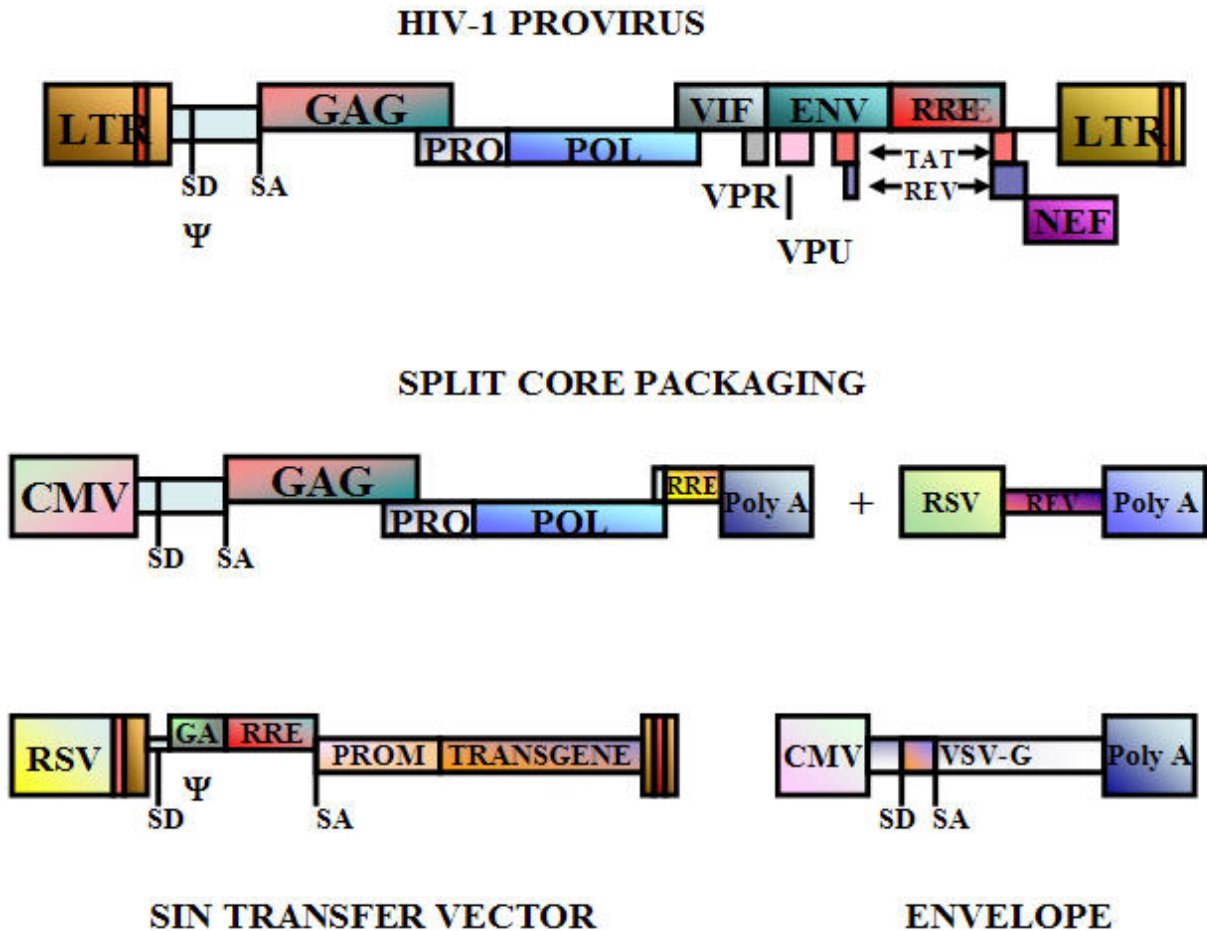 HIV-1 PROVIRUS
LTR GAG VIF ENV RRE LTR
PRO POL TAT
SD SA VPR REV
Ψ VPU NEF
SPLIT CORE PACKAGING
CMV GAG RRE Poly A + RSV REV Poly A
PRO POL
SD SA
RSV GA RRE PROM TRANSGENE CMV VSV-G Poly A
Ψ
SD SA SD SA
SIN TRANSFER VECTOR ENVELOPE